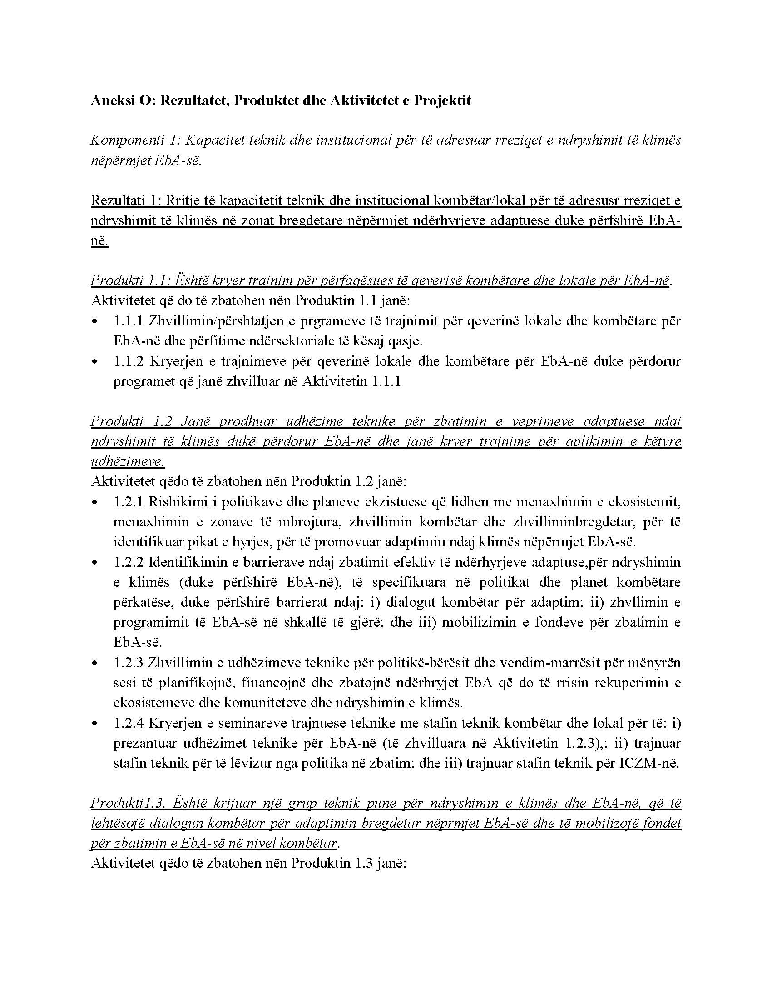 Aneksi O: Rezultatet, Produktet dhe Aktivitetet e Projektit
Komponenti 1: Kapacitet teknik dhe institucional për të adresuar rreziqet e ndryshimit të klimës
nëpërmjet EbA-së.
Rezultati 1: Rritje të kapacitetit teknik dhe institucional kombëtar/lokal për të adresusr rreziqet e
ndryshimit të klimës në zonat bregdetare nëpërmjet ndërhyrjeve adaptuese duke përfshirë EbA-
në.
Produkti 1.1: Është kryer trajnim për përfaqësues të qeverisë kombëtare dhe lokale për EbA-në.
Aktivitetet që do të zbatohen nën Produktin 1.1 janë:
• 1.1.1 Zhvillimin/përshtatjen e prgrameve të trajnimit për qeverinë lokale dhe kombëtare për
EbA-në dhe përfitime ndërsektoriale të kësaj qasje.
• 1.1.2 Kryerjen e trajnimeve për qeverinë lokale dhe kombëtare për EbA-në duke përdorur
programet që janë zhvilluar në Aktivitetin 1.1.1
Produkti 1.2 Janë prodhuar udhëzime teknike për zbatimin e veprimeve adaptuese ndaj
ndryshimit të klimës dukë përdorur EbA-në dhe janë kryer trajnime për aplikimin e këtyre
udhëzimeve.
Aktivitetet qëdo të zbatohen nën Produktin 1.2 janë:
• 1.2.1 Rishikimi i politikave dhe planeve ekzistuese që lidhen me menaxhimin e ekosistemit,
menaxhimin e zonave të mbrojtura, zhvillimin kombëtar dhe zhvilliminbregdetar, për të
identifikuar pikat e hyrjes, për të promovuar adaptimin ndaj klimës nëpërmjet EbA-së.
• 1.2.2 Identifikimin e barrierave ndaj zbatimit efektiv të ndërhyrjeve adaptuse,për ndryshimin
e klimës (duke përfshirë EbA-në), të specifikuara në politikat dhe planet kombëtare
përkatëse, duke përfshirë barrierat ndaj: i) dialogut kombëtar për adaptim; ii) zhvllimin e
programimit të EbA-së në shkallë të gjërë; dhe iii) mobilizimin e fondeve për zbatimin e
EbA-së.
• 1.2.3 Zhvillimin e udhëzimeve teknike për politikë-bërësit dhe vendim-marrësit për mënyrën
sesi të planifikojnë, financojnë dhe zbatojnë ndërhryjet EbA që do të rrisin rekuperimin e
ekosistemeve dhe komuniteteve dhe ndryshimin e klimës.
• 1.2.4 Kryerjen e seminareve trajnuese teknike me stafin teknik kombëtar dhe lokal për të: i)
prezantuar udhëzimet teknike për EbA-në (të zhvilluara në Aktivitetin 1.2.3),; ii) trajnuar
stafin teknik për të lëvizur nga politika në zbatim; dhe iii) trajnuar stafin teknik për ICZM-në.
Produkti1.3. Është krijuar një grup teknik pune për ndryshimin e klimës dhe EbA-në, që të
lehtësojë dialogun kombëtar për adaptimin bregdetar nëprmjet EbA-së dhe të mobilizojë fondet
për zbatimin e EbA-së në nivel kombëtar.
Aktivitetet qëdo të zbatohen nën Produktin 1.3 janë: